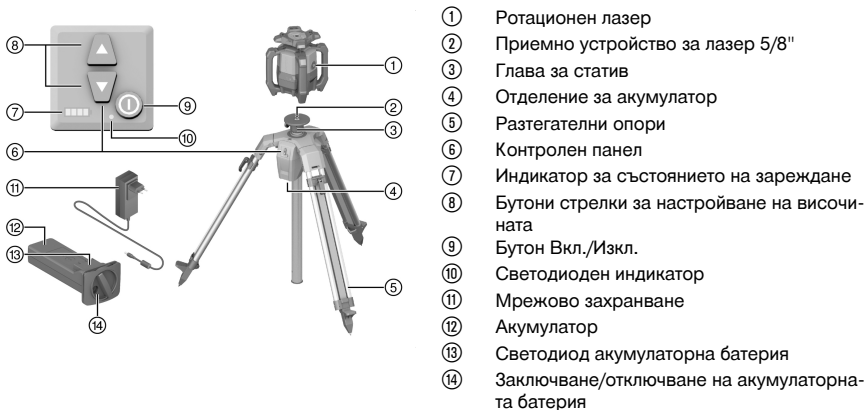 ① Ротационен лазер
② Приемно устройство за лазер 5/8"
③ Глава за статив
④ Отделение за акумулатор
⑤ Разтегателни опори
⑥ Контролен панел
⑦ Индикатор за състоянието на зареждане
⑧ Бутони стрелки за настройване на височи-
ната
⑨ Бутон Вкл./Изкл.
⑩ Светодиоден индикатор
⑪ Мрежово захранване
⑫ Акумулатор
⑬ Светодиод акумулаторна батерия
⑭ Заключване/отключване на акумулаторна-
та батерия
⑧
⑦
⑥
⑨
⑩
⑪
⑫
⑬
⑭
①
②
③
④
⑤